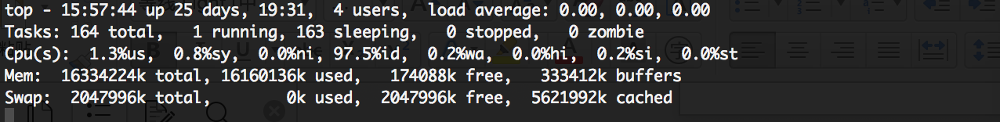 top - 15:57:44 up 25 days, 19:31,  4 users,  load average: 0.00, 0.00, 0.00
Tasks: 164 total,   1 running, 163 sleeping,   0 stopped,   0 zombie
Cpu(s):  1.3%us,  0.8%sy,  0.0%ni, 97.5%id,  0.2%wa,  0.0%hi,  0.2%si,  0.0%st
Mem:  16334224k total, 16160136k used,   174088k free,   333412k buffers
Swap:  2047996k total,        0k used,  2047996k free,  5621992k cached